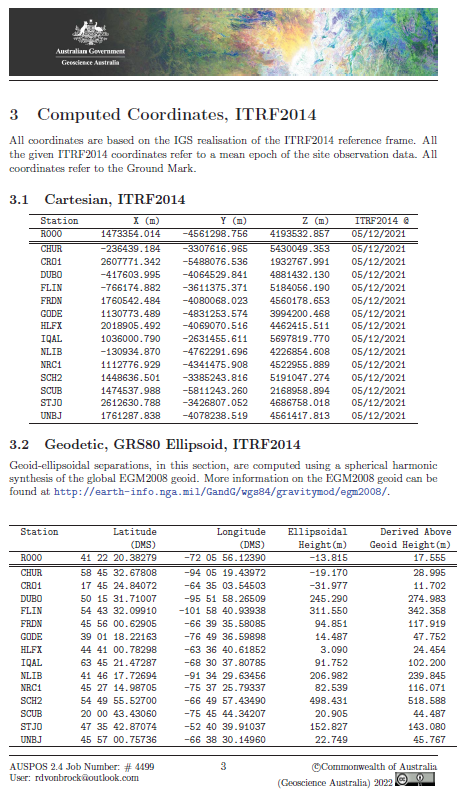 Australian Government
Geoscience Australia
3 Computed Coordinates, ITRF2014
All coordinates are based on the IGS realisation of the ITRF2014 reference frame. All
the given ITRF2014 coordinates refer to a mean epoch of the site observation data. All
coordinates refer to the Ground Mark.
3.1 Cartesian, ITRF2014
Station X (m) Y (m) Z (m) ITRF2014 @
R000 1473354.014 -4561298.756 4193532.857 05/12/2021
CHUR -236439.184 -3307616.965 5430049.353 05/12/2021
CRO1 2607771.342 -5488076.536 1932767.991 05/12/2021
DUBO -417603.995 -4064529.841 4881432.130 05/12/2021
FLIN -766174.882 -3611375.371 5184056.190 05/12/2021
FRDN 1760542.484 -4080068.023 4560178.653 05/12/2021
GODE 1130773.489 -4831253.574 3994200.468 05/12/2021
HLFX 2018905.492 -4069070.516 4462415.511 05/12/2021
IQAL 1036000.790 -2631455.611 5697819.770 05/12/2021
NLIB -130934.870 -4762291.696 4226854.608 05/12/2021
NRC1 1112776.929 -4341475.908 4522955.889 05/12/2021
SCH2 1448636.501 -3385243.816 5191047.274 05/12/2021
SCUB 1474537.988 -5811243.260 2168958.894 05/12/2021
STJO 2612630.788 -3426807.052 4686758.018 05/12/2021
UNBJ 1761287.838 -4078238.519 4561417.813 05/12/2021
3.2 Geodetic, GRS80 Ellipsoid, ITRF2014
Geoid-ellipsoidal separations, in this section, are computed using a spherical harmonic
synthesis of the global EGM2008 geoid. More information on the EGM2008 geoid can be
found at http://earth-info.nga.mil/GandG/wgs84/gravitymod/egm2008/.
Station Latitude Longitude Ellipsoidal Derived Above
(DMS) (DMS) Height(m) Geoid Height(m)
R000 41 22 20.38279 -72 05 56.12390 -13.815 17.555
CHUR 58 45 32.67808 -94 05 19.43972 -19.170 28.995
CRO1 17 45 24.84072 -64 35 03.54503 -31.977 11.702
DUBO 50 15 31.71007 -95 51 58.26509 245.290 274.983
FLIN 54 43 32.09910 -101 58 40.93938 311.550 342.358
FRDN 45 56 00.62905 -66 39 35.58085 94.851 117.919
GODE 39 01 18.22163 -76 49 36.59898 14.487 47.752
HLFX 44 41 00.78298 -63 36 40.61852 3.090 24.454
IQAL 63 45 21.47287 -68 30 37.80785 91.752 102.200
NLIB 41 46 17.72694 -91 34 29.63456 206.982 239.845
NRC1 45 27 14.98705 -75 37 25.79337 82.539 116.071
SCH2 54 49 55.52700 -66 49 57.43490 498.431 518.588
SCUB 20 00 43.43060 -75 45 44.34207 20.905 44.487
STJO 47 35 42.87074 -52 40 39.91037 152.827 143.080
UNBJ 45 57 00.75736 -66 38 30.14960 22.749 45.767
AUSPOS 2.4 Job Number: # 4499 3 ©Commonwealth of Australia
User: rdvonbrock@outlook.com (Geoscience Australia) 2022